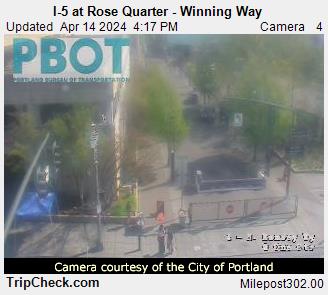 I-5 at Rose Quarter - Winning Way
Updated Apr 14 2024 4:17 PM Camera 4
PBOT
PORTLAND BUREAU OF TRANSPORTATION
Camera courtesy of the City of Portland
TripCheck.com Milepost302.00